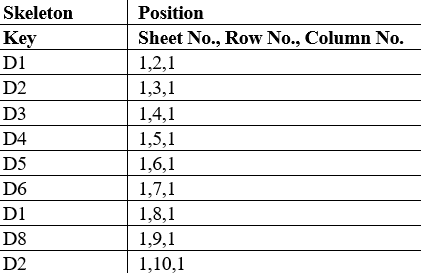 Skeleton Position
Key Sheet No., Row No., Column No.
D1 1,2,1
D2 1,3,1
D3 1,4,1
D4 1,5,1
D5 1,6,1
D6 1,7,1
D1 1,8,1
D8 1,9,1
D2 1,10,1